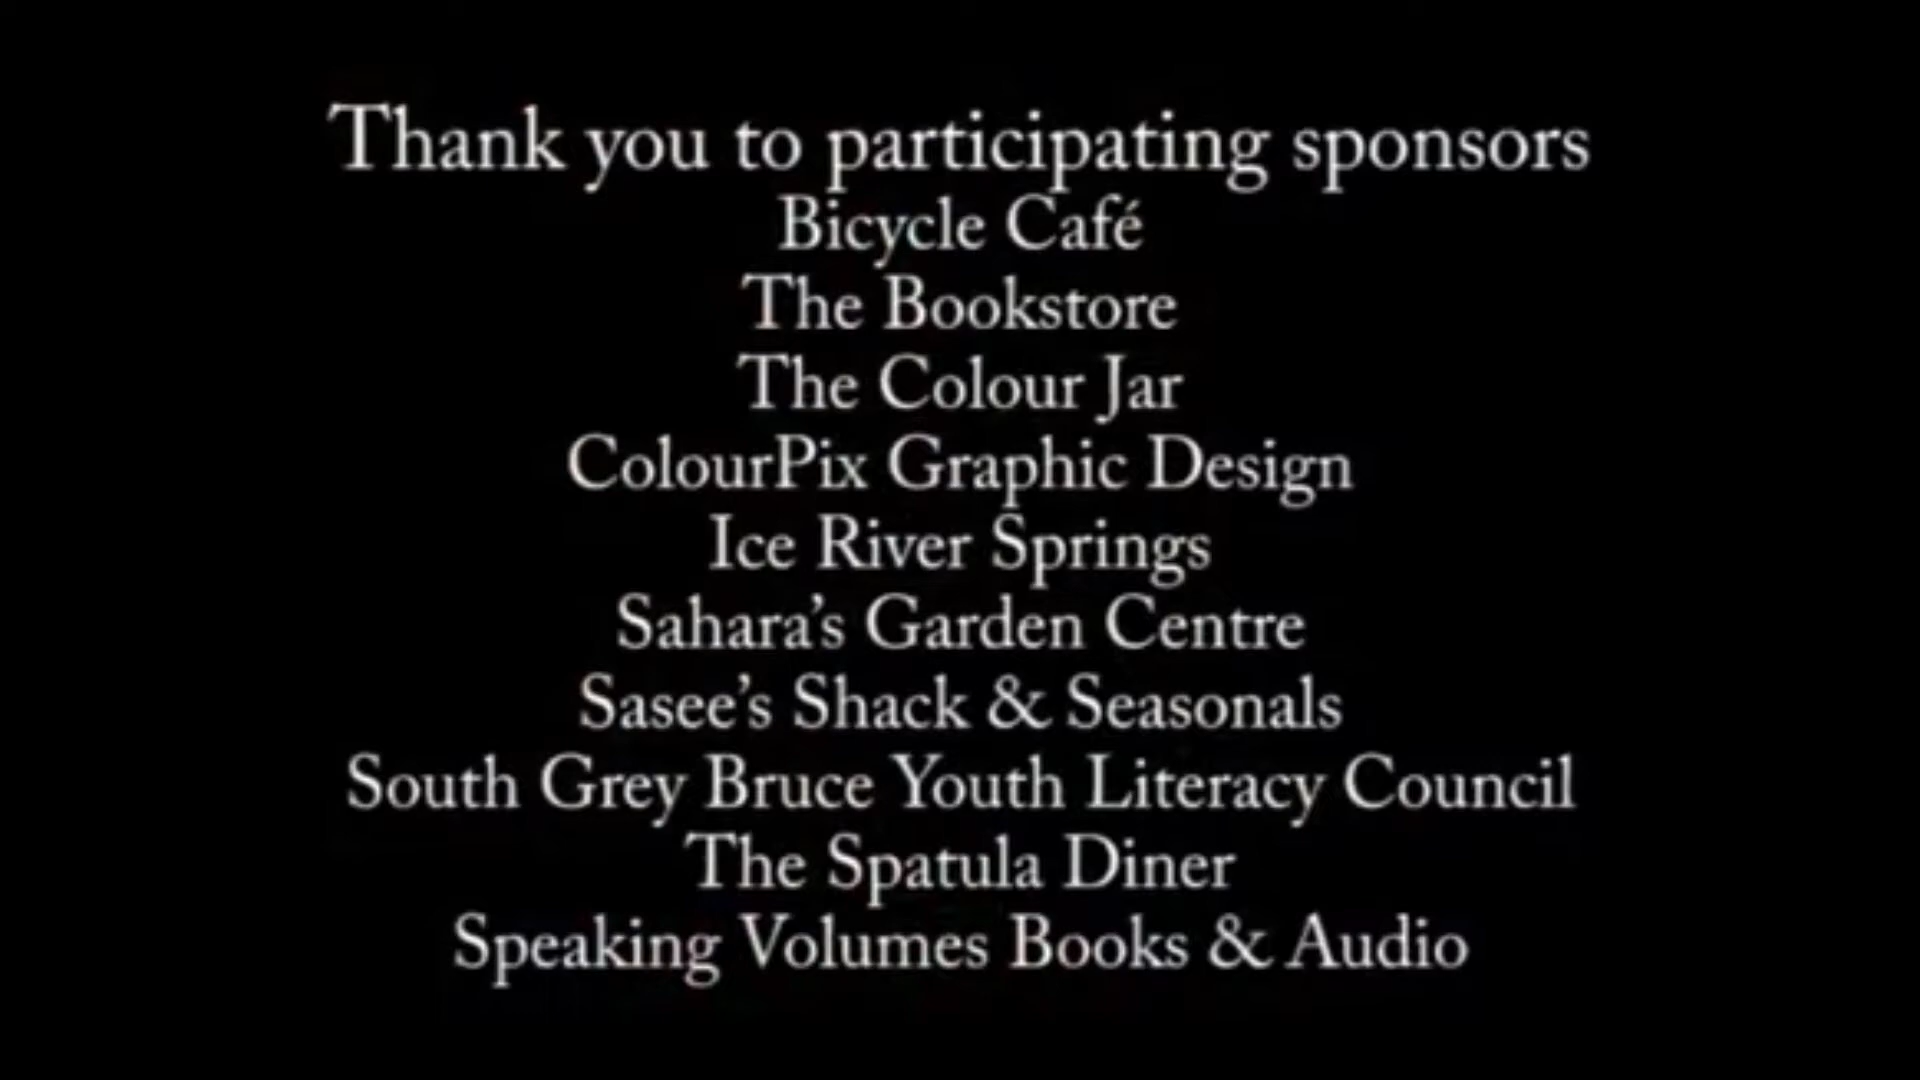 Thank you to participating sponsors
Bicycle Café
The Bookstore
The Colour Jar
ColourPix Graphic Design
Ice River Springs
Sahara’s Garden Centre
Sasee’s Shack & Seasonals
South Grey Bruce Youth Literacy Council
The Spatula Diner
Speaking Volumes Books & Audio